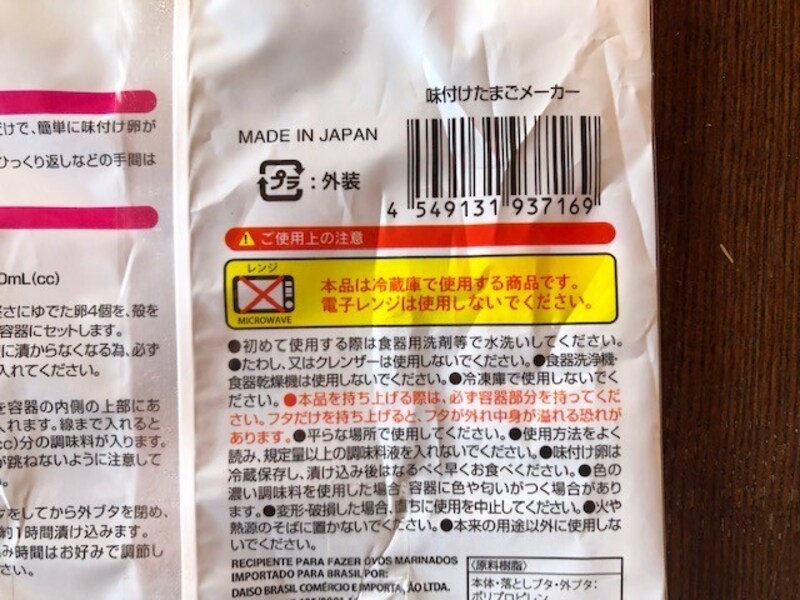 だけで、簡単に味付け卵が
ひっくり返しなどの手間は
0mL(cc)
さにゆでた卵4個を、殻を
容器にセットします。
に漬からなくなる為、必ず
入れてください。
を容器の内側の上部にあ
入れます。線まで入れると
cc)分の調味料が入ります。
が跳ねないように注意して
い。
をしてから外ブタを閉め、
約1時間漬け込みます。
み時間はお好みで調節し
さい。
味付けたまごメーカー
MADE IN JAPAN
プラ:外装
4 549131 937169
ご使用上の注意
レンジ
MICROWAVE
本品は冷蔵庫で使用する商品です。
電子レンジは使用しないでください。
●初めて使用する際は食器用洗剤等で水洗いしてください。
●たわし、又はクレンザーは使用しないでください。●食器洗浄機・
食器乾燥機は使用しないでください。●冷凍庫で使用しないでく
ださい。●本品を持ち上げる際は、必ず容器部分を持ってくだ
さい。フタだけを持ち上げると、フタが外れ中身が溢れる恐れが
あります。●平らな場所で使用してください。●使用方法をよく
読み、規定量以上の調味料液を入れないでください。●味付け卵は
冷蔵保存し、漬け込み後はなるべく早くお食べください。●色の
濃い調味料を使用した場合、容器に色や匂いがつく場合があり
ます。●変形・破損した場合、直ちに使用を中止してください。●火や
熱源のそばに置かないでください。●本来の用途以外に使用しな
いでください。
RECIPIENTE PARA FAZER OVOS MARINADOS
IMPORTADO PARA BRASIL POR:
DAISO BRASIL COMÉRCIO E IMPORTAÇÃO LTDA.
〈原料樹脂〉
本体・落としブタ・外ブタ:
ポリプロピレン